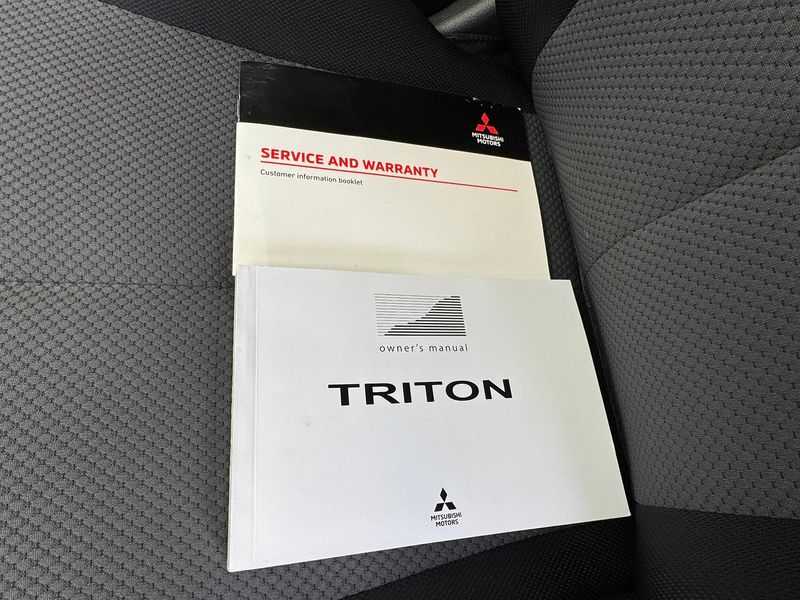 MITSUBISHI
MOTORS
SERVICE AND WARRANTY
Customer information booklet
owner's manual
TRITON
MITSUBISHI
MOTORS